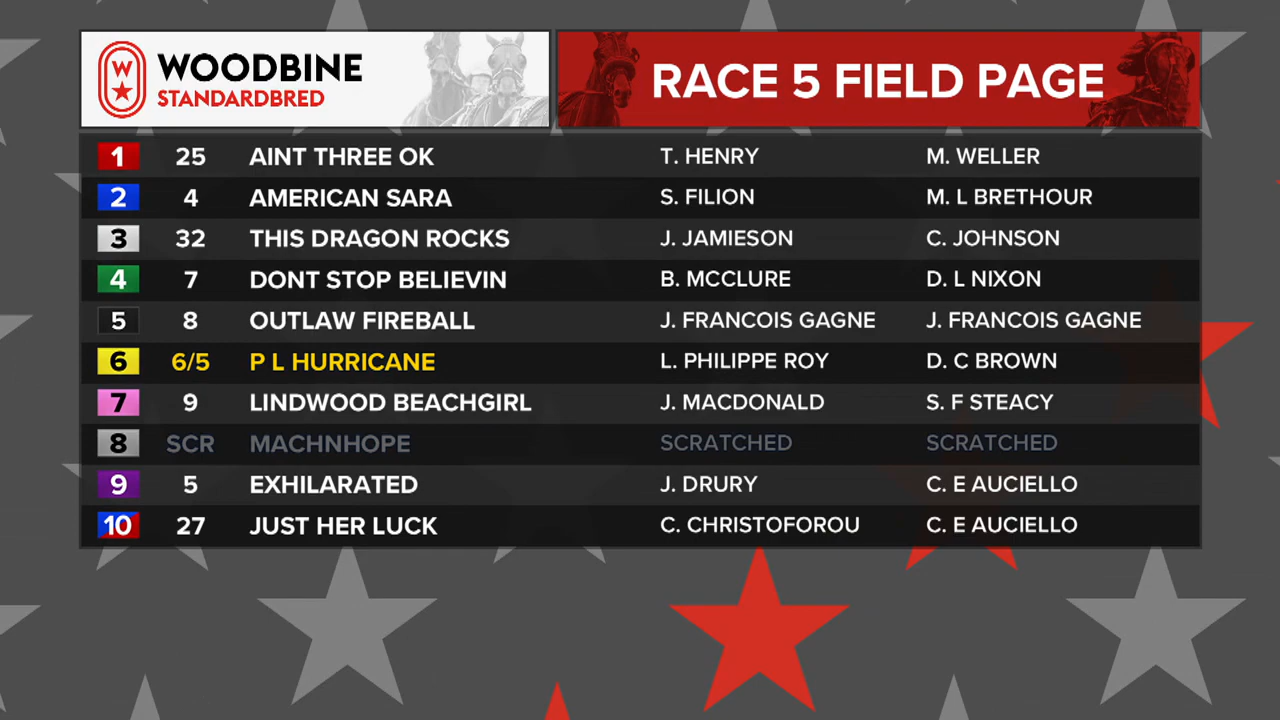 W
WOODBINE
STANDARDBRED
RACE 5 FIELD PAGE
1 25 AINT THREE OK T. HENRY M. WELLER
2 4 AMERICAN SARA S. FILION M. L BRETHOUR
3 32 THIS DRAGON ROCKS J. JAMIESON C. JOHNSON
4 7 DONT STOP BELIEVIN B. MCCLURE D. L NIXON
5 8 OUTLAW FIREBALL J. FRANCOIS GAGNE J. FRANCOIS GAGNE
6 6/5 P L HURRICANE L. PHILIPPE ROY D. C BROWN
7 9 LINDWOOD BEACHGIRL J. MACDONALD S. F STEACY
8 SCR MACHNHOPE SCRATCHED SCRATCHED
9 5 EXHILARATED J. DRURY C. E AUCIELLO
10 27 JUST HER LUCK C. CHRISTOFOROU C. E AUCIELLO